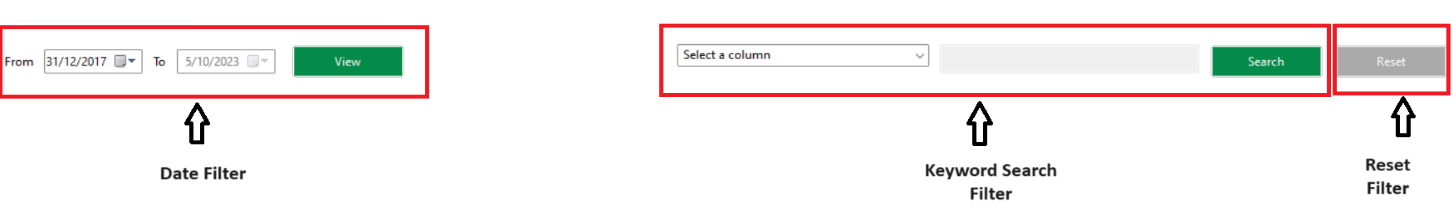 From 31/12/2017 To 5/10/2023 View Select a column Search Reset
Date Filter
Keyword Search
Filter
Reset
Filter